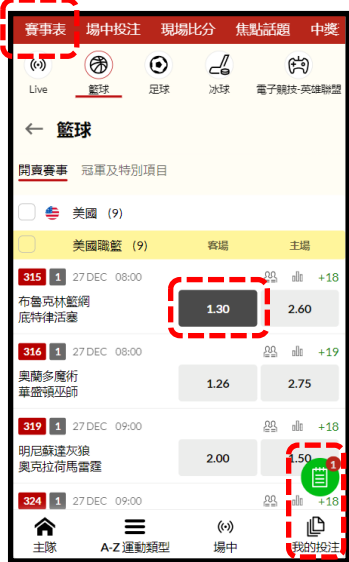 賽事表 場中投注 現場比分 焦點話題 中獎
Live 籃球 足球 冰球 電子競技-英雄聯盟
← 籃球
開賣賽事 冠軍及特別項目
美國 (9)
美國職籃 (9) 客場 主場
315 1 27 DEC 08:00 +18
布魯克林籃網 1.30 2.60
底特律活塞
316 1 27 DEC 08:00 +19
奧蘭多魔術 1.26 2.75
華盛頓巫師
319 1 27 DEC 09:00 +18
明尼蘇達灰狼 2.00 1.50
奧克拉荷馬雷霆
1
324 1 27 DEC 09:00 +18
主隊 A-Z 運動類型 場中 我的投注